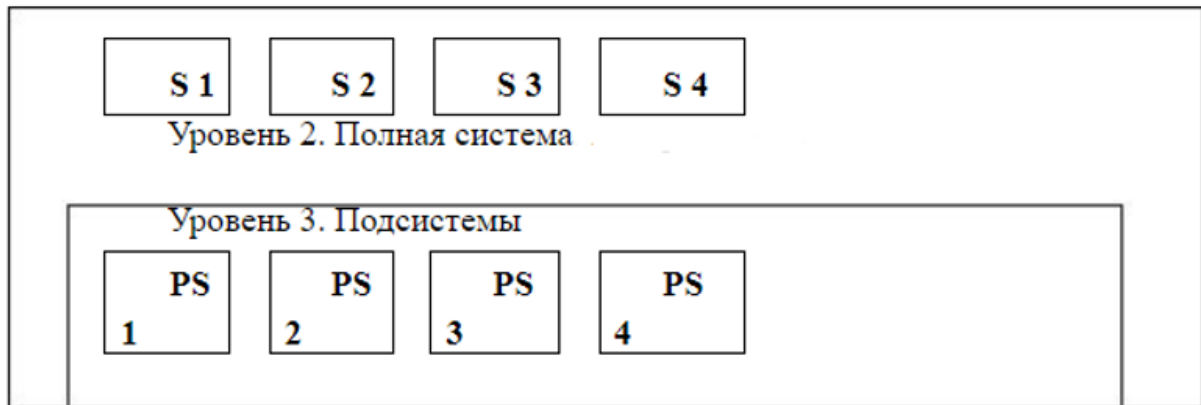 S 1 S 2 S 3 S 4
Уровень 2. Полная система
Уровень 3. Подсистемы
PS PS PS PS
1 2 3 4